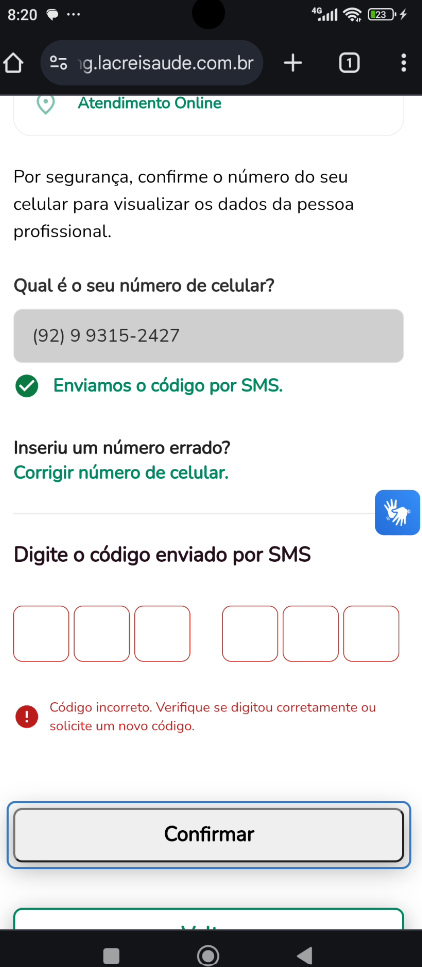 8:20
4G
23
g.lacreisaude.com.br
1
Atendimento Online
Por segurança, confirme o número do seu
celular para visualizar os dados da pessoa
profissional.
Qual é o seu número de celular?
(92) 9 9315-2427
Enviamos o código por SMS.
Inseriu um número errado?
Corrigir número de celular.
Digite o código enviado por SMS
Código incorreto. Verifique se digitou corretamente ou
solicite um novo código.
Confirmar